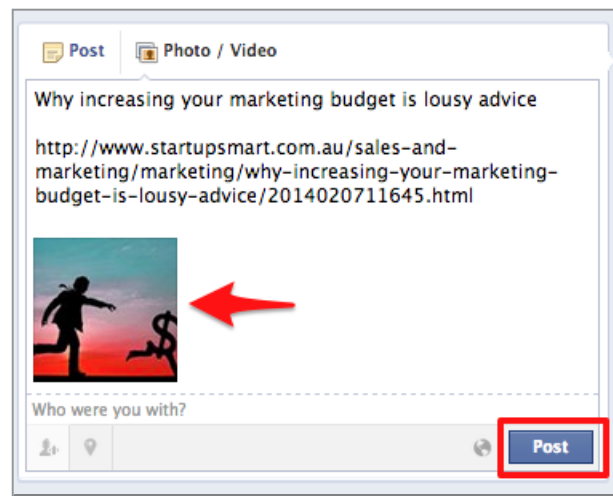 Post Photo / Video
Why increasing your marketing budget is lousy advice
http://www.startupsmart.com.au/sales-and-
marketing/marketing/why-increasing-your-marketing-
budget-is-lousy-advice/2014020711645.html
$
Who were you with?
Post